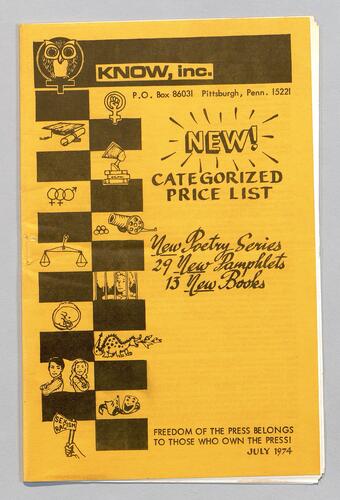 KNOW, inc.
P.O. Box 86031 Pittsburgh, Penn. 15221
NEW!
CATEGORIZED
PRICE LIST
New Poetry Series
29 New Pamphlets
13 New Books
SEXISM
FREEDOM OF THE PRESS BELONGS
TO THOSE WHO OWN THE PRESS!
JULY 1974